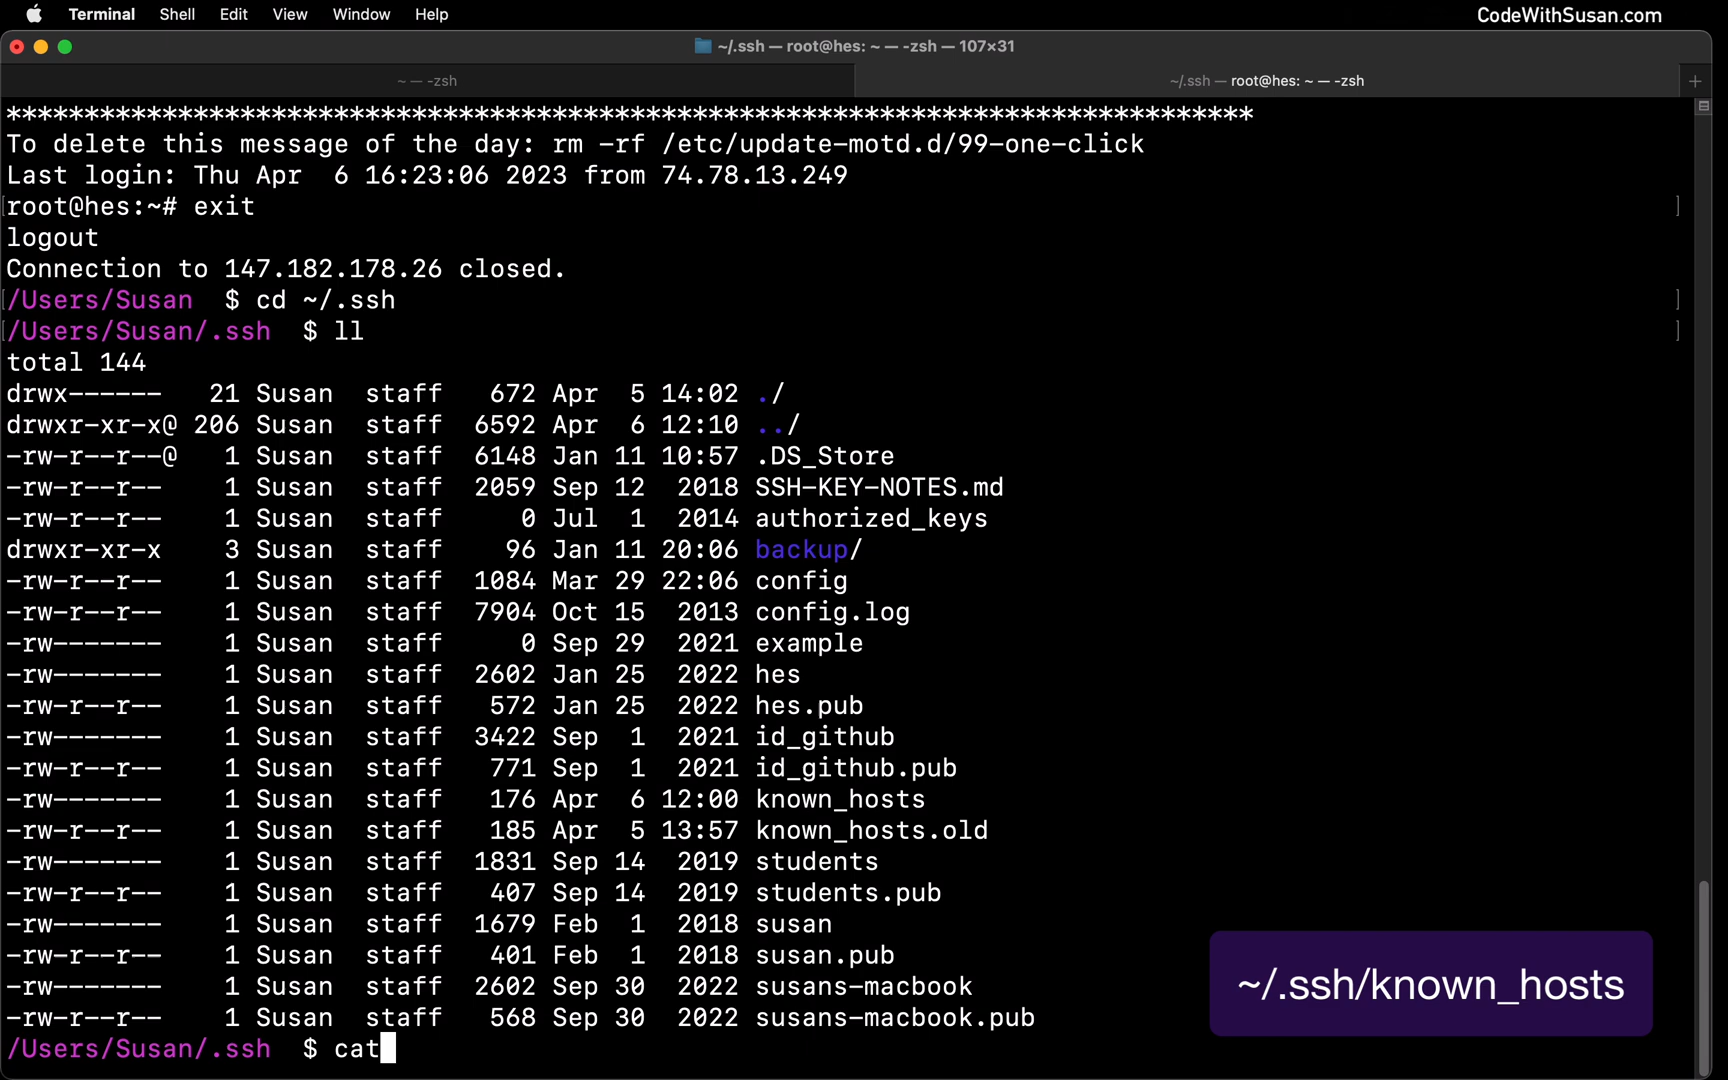 Terminal Shell Edit View Window Help CodeWithSusan.com
~/.ssh — root@hes: ~ — -zsh — 107×31
~ — -zsh ~/.ssh — root@hes: ~ — -zsh +
********************************************************************************
To delete this message of the day: rm -rf /etc/update-motd.d/99-one-click
Last login: Thu Apr  6 16:23:06 2023 from 74.78.13.249
[root@hes:~# exit ]
logout
Connection to 147.182.178.26 closed.
[/Users/Susan  $ cd ~/.ssh ]
[/Users/Susan/.ssh  $ ll ]
total 144
drwx------   21 Susan  staff   672 Apr  5 14:02 ./
drwxr-xr-x@ 206 Susan  staff  6592 Apr  6 12:10 ../
-rw-r--r--@   1 Susan  staff  6148 Jan 11 10:57 .DS_Store
-rw-r--r--    1 Susan  staff  2059 Sep 12  2018 SSH-KEY-NOTES.md
-rw-r--r--    1 Susan  staff     0 Jul  1  2014 authorized_keys
drwxr-xr-x    3 Susan  staff    96 Jan 11 20:06 backup/
-rw-r--r--    1 Susan  staff  1084 Mar 29 22:06 config
-rw-r--r--    1 Susan  staff  7904 Oct 15  2013 config.log
-rw-------    1 Susan  staff     0 Sep 29  2021 example
-rw-------    1 Susan  staff  2602 Jan 25  2022 hes
-rw-r--r--    1 Susan  staff   572 Jan 25  2022 hes.pub
-rw-------    1 Susan  staff  3422 Sep  1  2021 id_github
-rw-r--r--    1 Susan  staff   771 Sep  1  2021 id_github.pub
-rw-------    1 Susan  staff   176 Apr  6 12:00 known_hosts
-rw-r--r--    1 Susan  staff   185 Apr  5 13:57 known_hosts.old
-rw-------    1 Susan  staff  1831 Sep 14  2019 students
-rw-r--r--    1 Susan  staff   407 Sep 14  2019 students.pub
-rw-------    1 Susan  staff  1679 Feb  1  2018 susan
-rw-r--r--    1 Susan  staff   401 Feb  1  2018 susan.pub
-rw-------    1 Susan  staff  2602 Sep 30  2022 susans-macbook
-rw-r--r--    1 Susan  staff   568 Sep 30  2022 susans-macbook.pub
/Users/Susan/.ssh  $ cat
~/.ssh/known_hosts